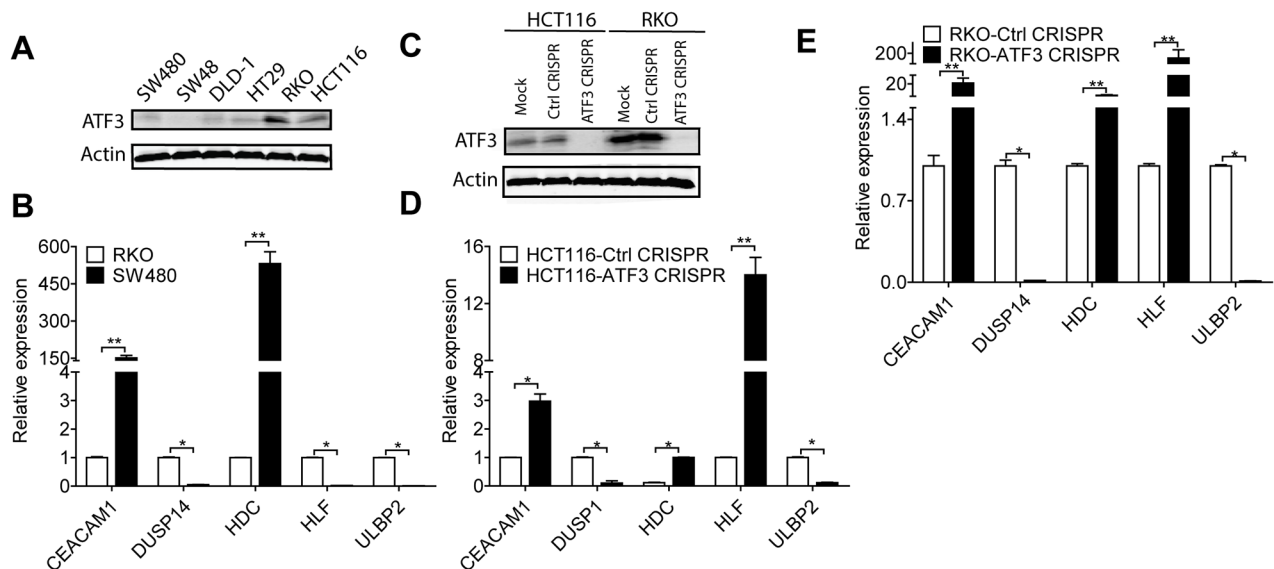 A
SW480
SW48
DLD-1
HT29
RKO
HCT116
ATF3
Actin
B
Relative expression
600
450
300
150
4
3
2
1
0
RKO
SW480
**
*
**
*
*
CEACAM1
DUSP14
HDC
HLF
ULBP2
C
HCT116
RKO
Mock
Ctrl CRISPR
ATF3 CRISPR
Mock
Ctrl CRISPR
ATF3 CRISPR
ATF3
Actin
D
Relative expression
16
14
12
8
4
3
2
1
0
HCT116-Ctrl CRISPR
HCT116-ATF3 CRISPR
*
*
*
**
*
CEACAM1
DUSP1
HDC
HLF
ULBP2
E
Relative expression
200
20
1.4
0.7
0.0
RKO-Ctrl CRISPR
RKO-ATF3 CRISPR
**
*
**
**
*
CEACAM1
DUSP14
HDC
HLF
ULBP2